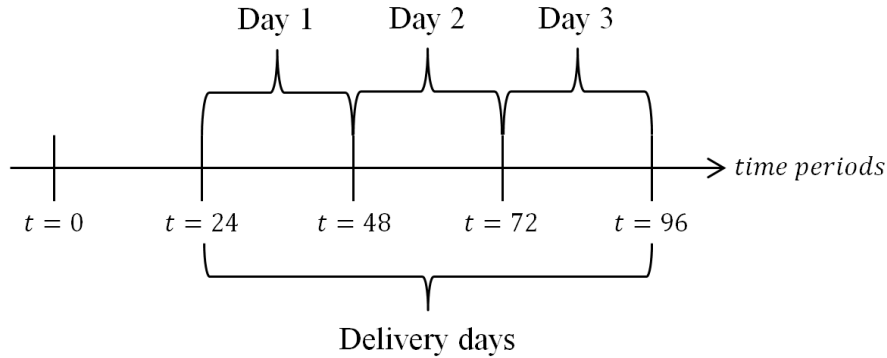 Day 1 Day 2 Day 3
time periods
t = 0 t = 24 t = 48 t = 72 t = 96
Delivery days